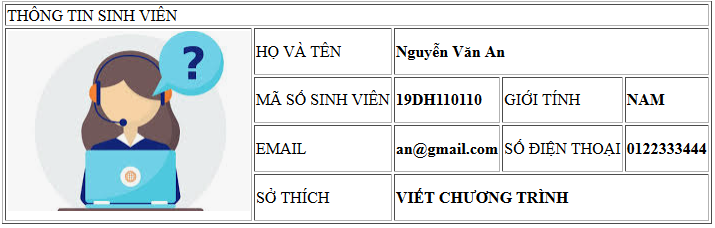 THÔNG TIN SINH VIÊN
?
HỌ VÀ TÊN Nguyễn Văn An
MÃ SỐ SINH VIÊN 19DH110110 GIỚI TÍNH NAM
EMAIL an@gmail.com SỐ ĐIỆN THOẠI 0122333444
SỞ THÍCH VIẾT CHƯƠNG TRÌNH